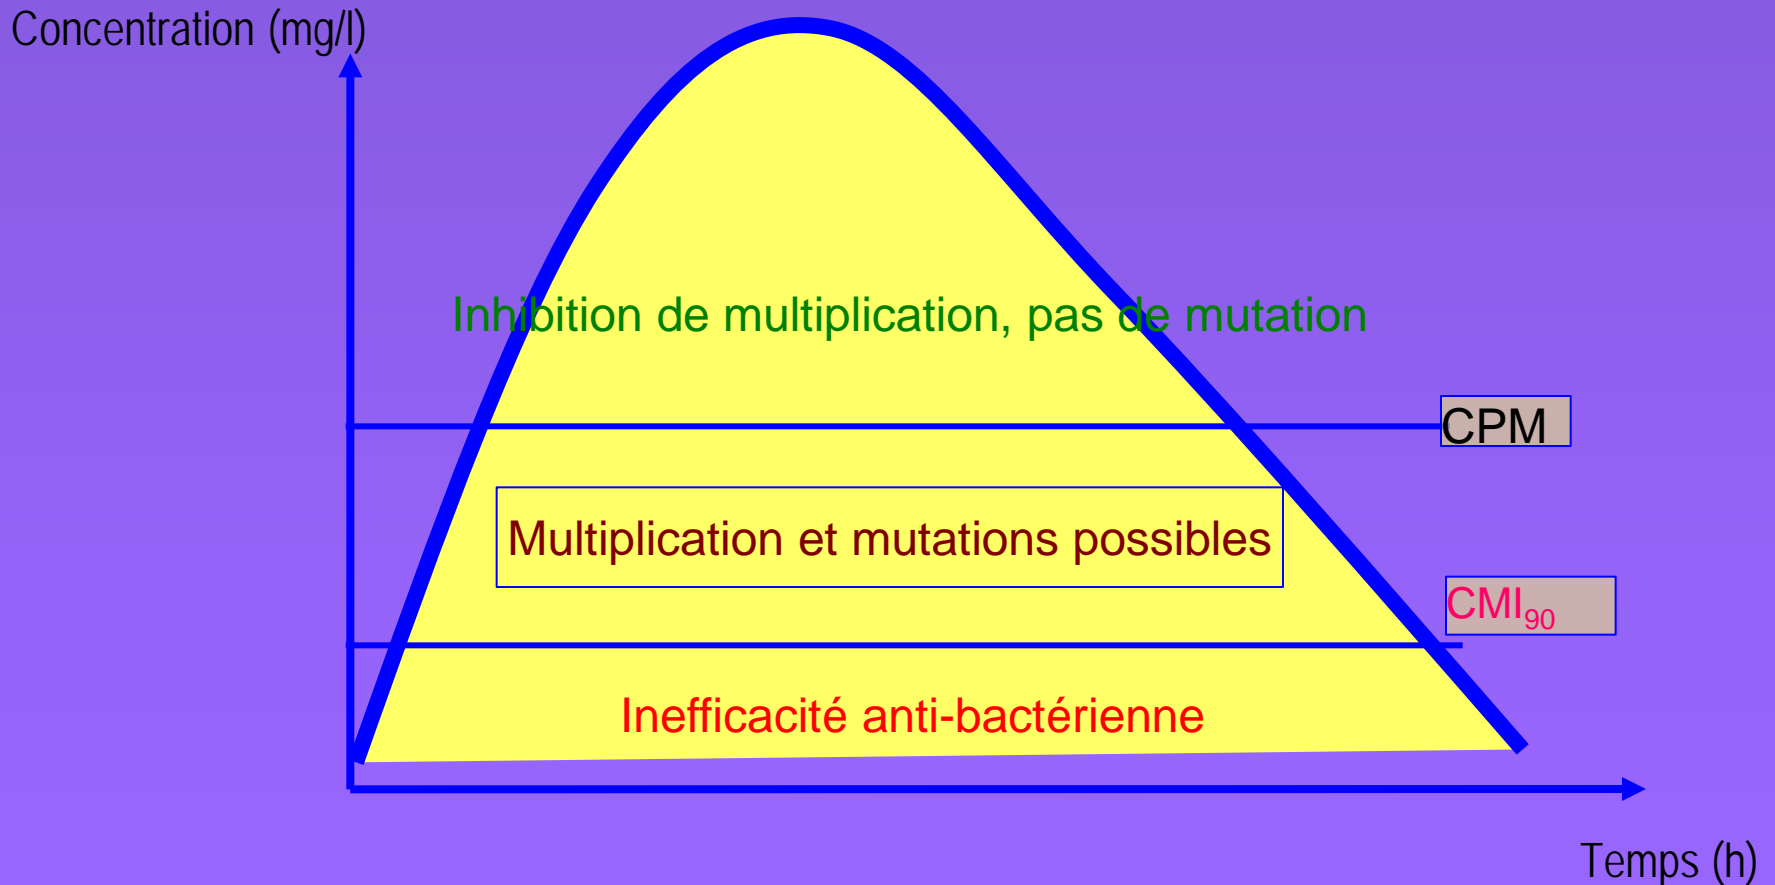 Concentration (mg/l)
Inhibition de multiplication, pas de mutation
CPM
Multiplication et mutations possibles
CMI90
Inefficacité anti-bactérienne
Temps (h)